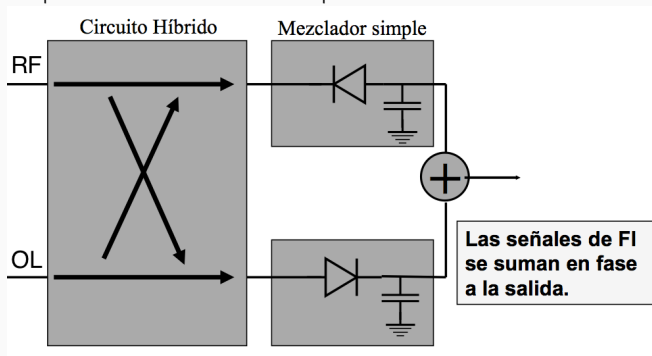 Circuito Híbrido
Mezclador simple
RF
OL
Las señales de FI
se suman en fase
a la salida.